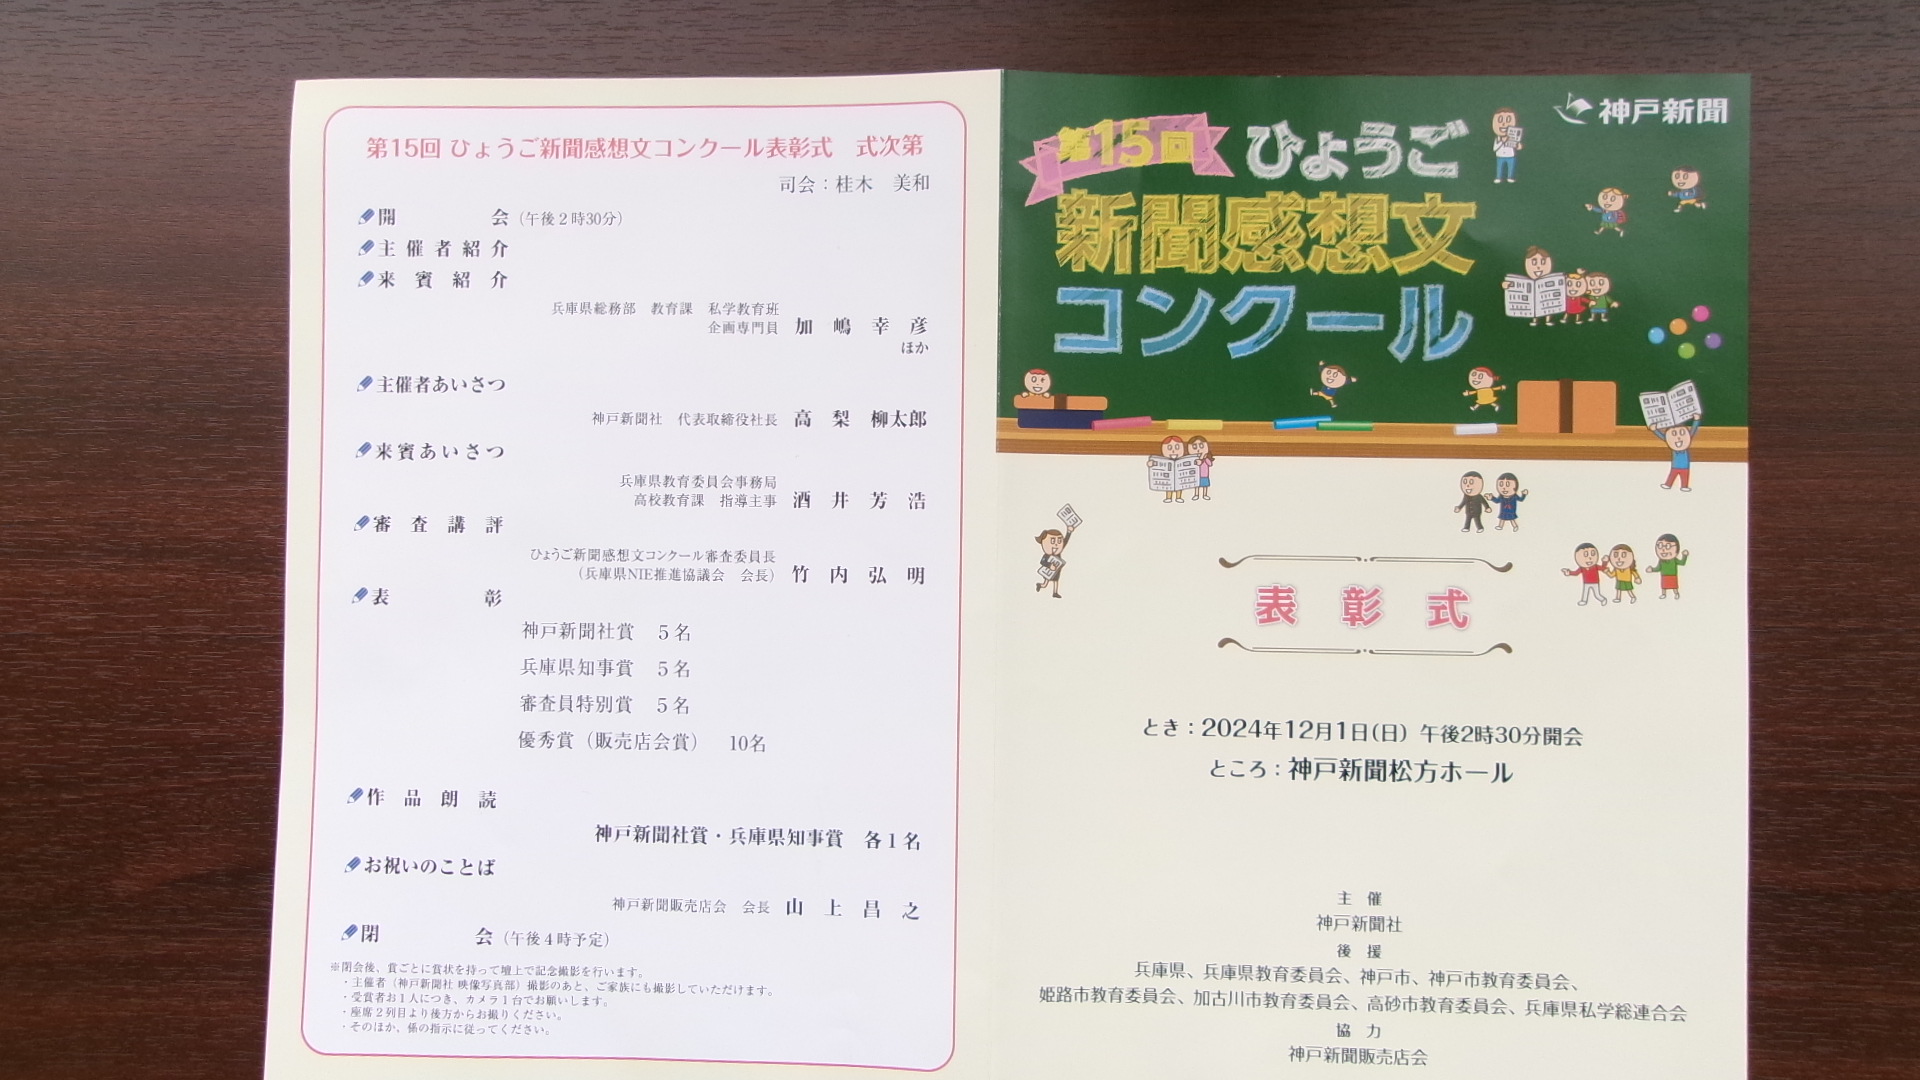 第15回 ひょうご新聞感想文コンクール表彰式　式次第
司会：桂木　美和
開会（午後２時30分）
主催者紹介
来賓紹介
兵庫県総務部　教育課　私学教育班
企画専門員　加嶋幸彦
ほか
主催者あいさつ
神戸新聞社　代表取締役社長　高梨　柳太郎
来賓あいさつ
兵庫県教育委員会事務局
高校教育課　指導主事　酒井芳浩
審査講評
ひょうご新聞感想文コンクール審査委員長
（兵庫県NIE推進協議会　会長）　竹内弘明
表彰
神戸新聞社賞　５名
兵庫県知事賞　５名
審査員特別賞　５名
優秀賞（販売店会賞）　10名
作品朗読
神戸新聞社賞・兵庫県知事賞　各１名
お祝いのことば
神戸新聞販売店会　会長　山上昌之
閉会（午後４時予定）
※閉会後、賞ごとに賞状を持って壇上で記念撮影を行います。
・主催者（神戸新聞社 映像写真部）撮影のあと、ご家族にも撮影していただけます。
・受賞者お１人につき、カメラ１台でお願いします。
・座席２列目より後方からお撮りください。
・そのほか、係の指示に従ってください。
神戸新聞
第15回 ひょうご
新聞感想文
コンクール
表彰式
とき：2024年12月1日(日) 午後2時30分開会
ところ：神戸新聞松方ホール
主催
神戸新聞社
後援
兵庫県、兵庫県教育委員会、神戸市、神戸市教育委員会、
姫路市教育委員会、加古川市教育委員会、高砂市教育委員会、兵庫県私学総連合会
協力
神戸新聞販売店会